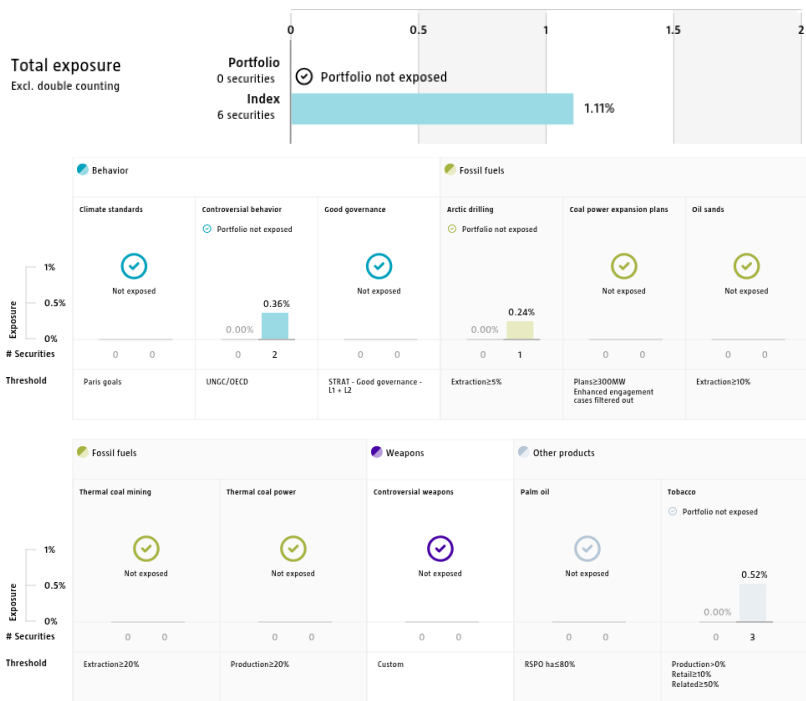 0 0.5 1 1.5 2
Total exposure
Excl. double counting
Portfolio
0 securities
Portfolio not exposed
Index
6 securities
1.11%
Behavior
Fossil fuels
Climate standards
Controversial behavior
Good governance
Arctic drilling
Coal power expansion plans
Oil sands
Portfolio not exposed
Portfolio not exposed
Not exposed
Not exposed
Not exposed
Not exposed
Exposure
1%
0.5%
0%
0.00%
0.36%
0.00%
0.24%
# Securities
0 0 0 2 0 0 0 1 0 0 0 0
Threshold
Paris goals
UNGC/OECD
STRAT - Good governance -
L1 + L2
Extraction≥5%
Plans≥300MW
Enhanced engagement
cases filtered out
Extraction≥10%
Fossil fuels
Weapons
Other products
Thermal coal mining
Thermal coal power
Controversial weapons
Palm oil
Tobacco
Portfolio not exposed
Not exposed
Not exposed
Not exposed
Not exposed
Exposure
1%
0.5%
0%
0.00%
0.52%
# Securities
0 0 0 0 0 0 0 0 0 3
Threshold
Extraction≥20%
Production≥20%
Custom
RSPO ha≤80%
Production>0%
Retail≥10%
Related≥50%